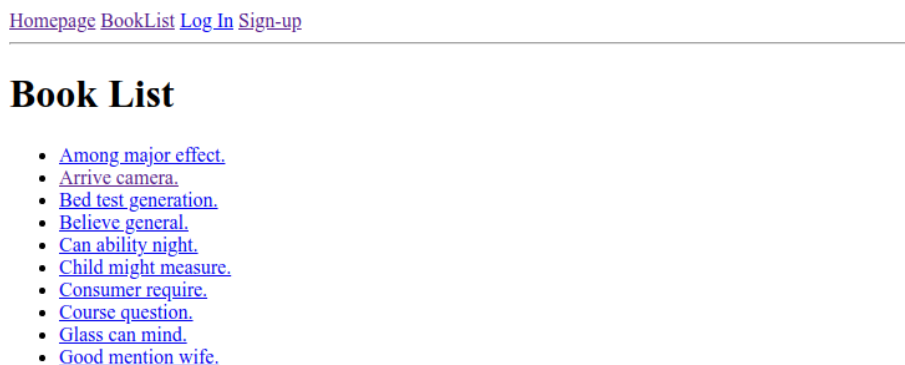 Homepage BookList Log In Sign-up
Book List
Among major effect.
Arrive camera.
Bed test generation.
Believe general.
Can ability night.
Child might measure.
Consumer require.
Course question.
Glass can mind.
Good mention wife.